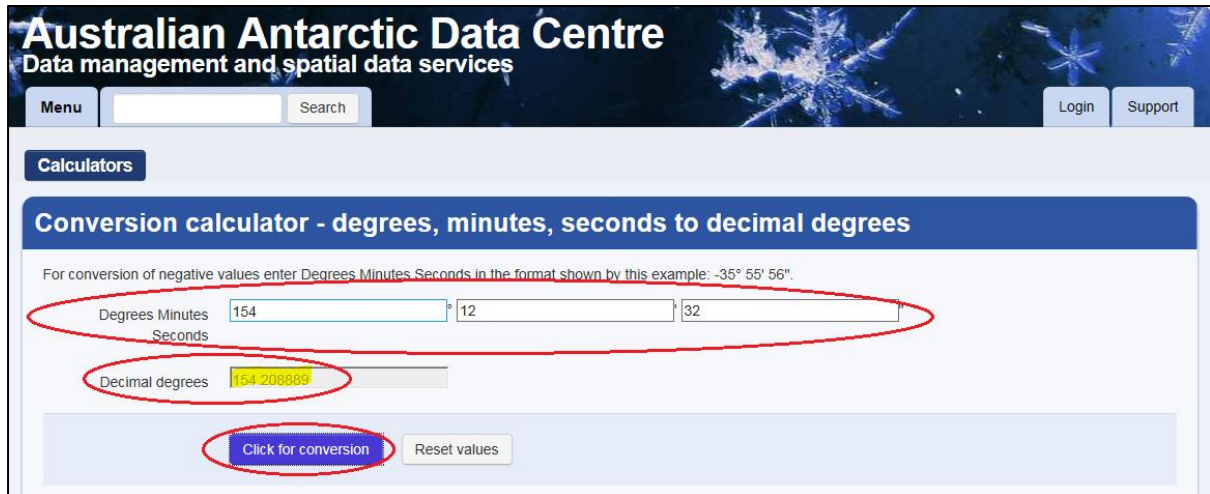 Australian Antarctic Data Centre
Data management and spatial data services
Menu Search Login Support
Calculators
Conversion calculator - degrees, minutes, seconds to decimal degrees
For conversion of negative values enter Degrees Minutes Seconds in the format shown by this example: -35° 55' 56".
Degrees Minutes 154 ° 12 ' 32 "
Seconds
Decimal degrees 154.208889
Click for conversion Reset values